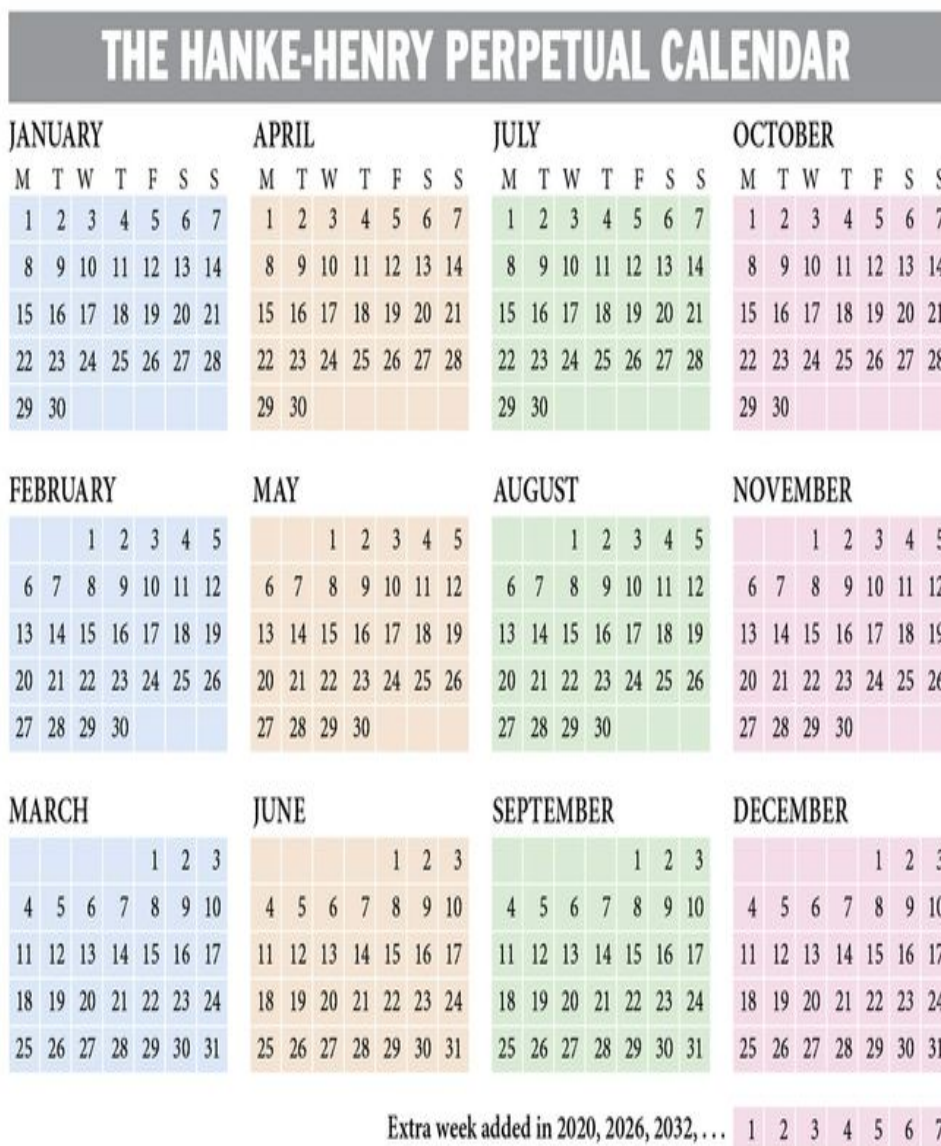 THE HANKE-HENRY PERPETUAL CALENDAR
JANUARY APRIL JULY OCTOBER
M T W T F S S M T W T F S S M T W T F S S M T W T F S S
1 2 3 4 5 6 7 1 2 3 4 5 6 7 1 2 3 4 5 6 7 1 2 3 4 5 6 7
8 9 10 11 12 13 14 8 9 10 11 12 13 14 8 9 10 11 12 13 14 8 9 10 11 12 13 14
15 16 17 18 19 20 21 15 16 17 18 19 20 21 15 16 17 18 19 20 21 15 16 17 18 19 20 21
22 23 24 25 26 27 28 22 23 24 25 26 27 28 22 23 24 25 26 27 28 22 23 24 25 26 27 28
29 30 29 30 29 30 29 30
FEBRUARY MAY AUGUST NOVEMBER
1 2 3 4 5 1 2 3 4 5 1 2 3 4 5 1 2 3 4 5
6 7 8 9 10 11 12 6 7 8 9 10 11 12 6 7 8 9 10 11 12 6 7 8 9 10 11 12
13 14 15 16 17 18 19 13 14 15 16 17 18 19 13 14 15 16 17 18 19 13 14 15 16 17 18 19
20 21 22 23 24 25 26 20 21 22 23 24 25 26 20 21 22 23 24 25 26 20 21 22 23 24 25 26
27 28 29 30 27 28 29 30 27 28 29 30 27 28 29 30
MARCH JUNE SEPTEMBER DECEMBER
1 2 3 1 2 3 1 2 3 1 2 3
4 5 6 7 8 9 10 4 5 6 7 8 9 10 4 5 6 7 8 9 10 4 5 6 7 8 9 10
11 12 13 14 15 16 17 11 12 13 14 15 16 17 11 12 13 14 15 16 17 11 12 13 14 15 16 17
18 19 20 21 22 23 24 18 19 20 21 22 23 24 18 19 20 21 22 23 24 18 19 20 21 22 23 24
25 26 27 28 29 30 31 25 26 27 28 29 30 31 25 26 27 28 29 30 31 25 26 27 28 29 30 31
Extra week added in 2020, 2026, 2032, . . . 1 2 3 4 5 6 7